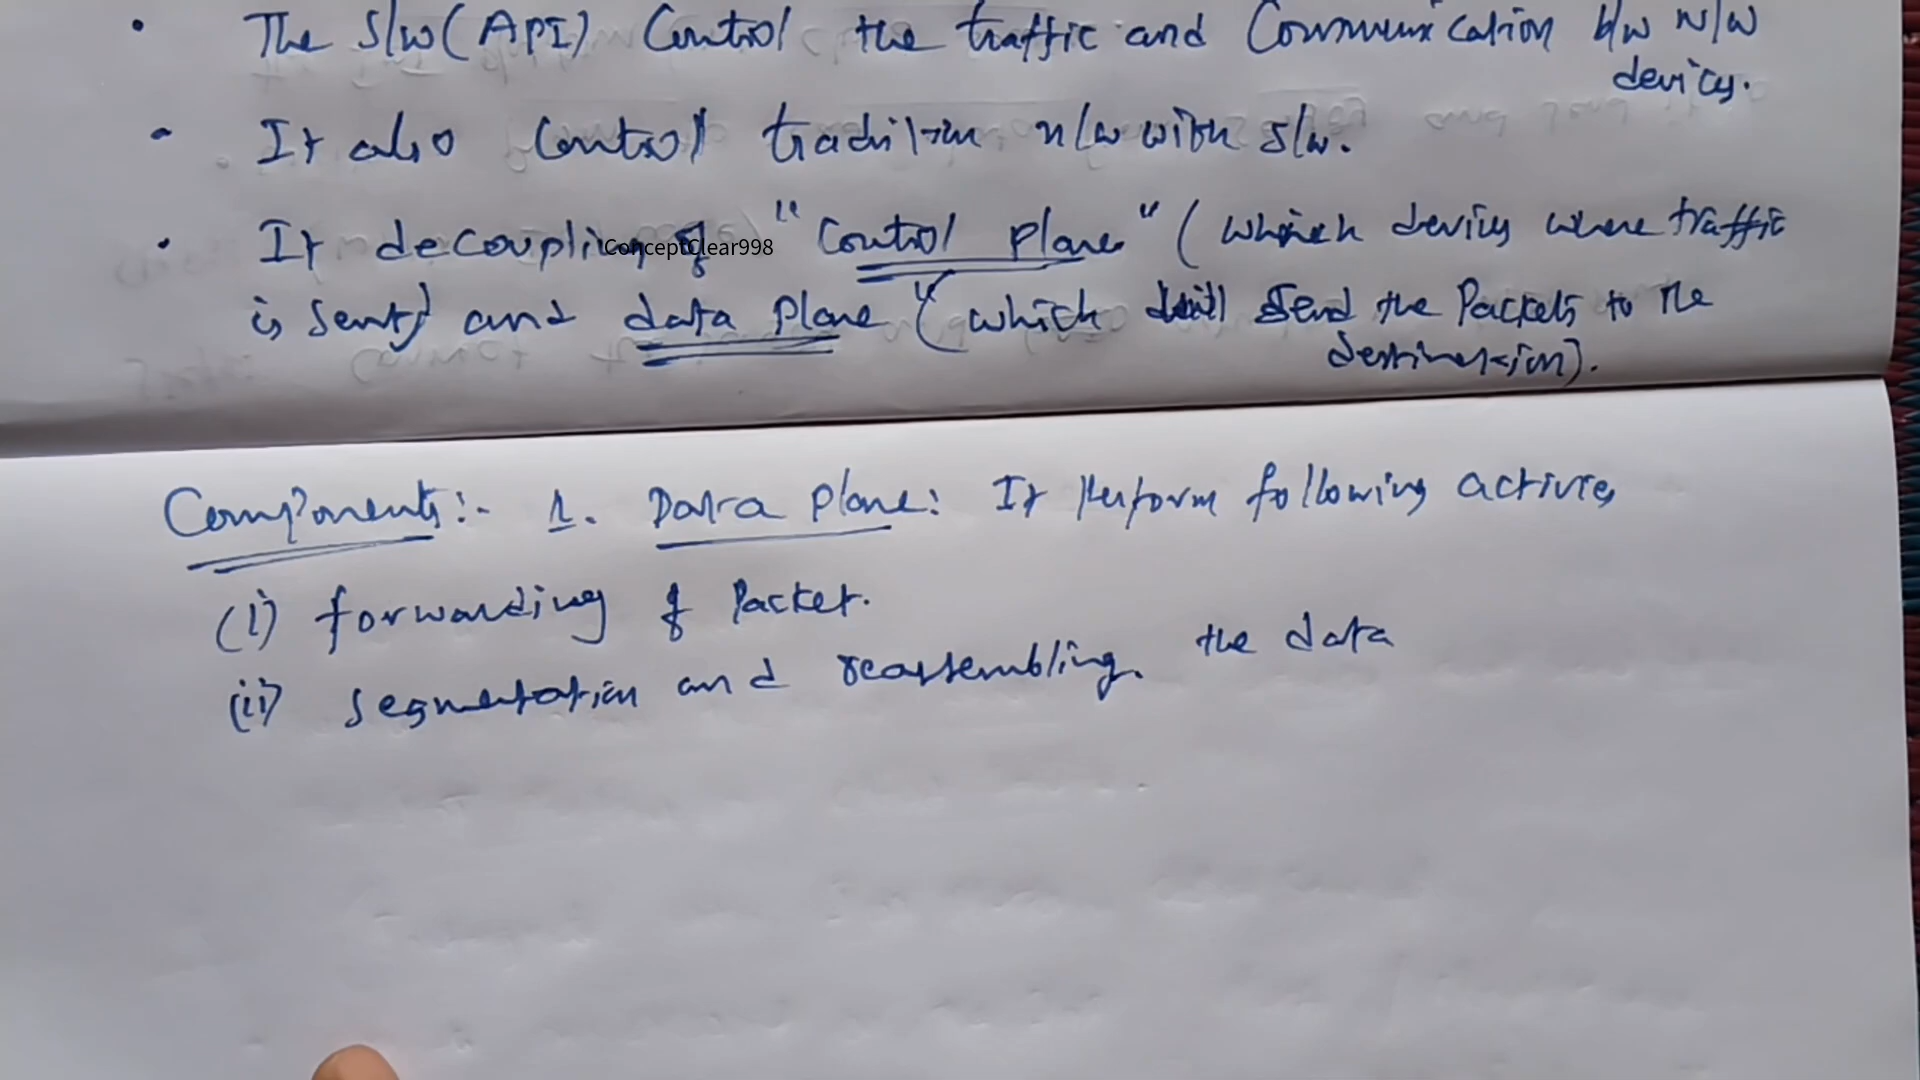 • The S/w (API) Control the traffic and Communication b/w N/W
devices.
• It also Control tradition n/w with s/w.
• It decoupling of "Control plane" (which devices where traffic
ConceptClear998
is sent) and data plane" (which will send the Packets to the
destination).
Components:- 1. Data plane: It perform following activies
(i) forwarding of Packet.
(ii) segmentation and reassembling. the data